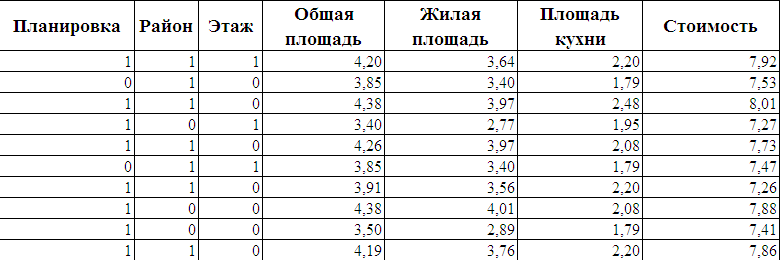 Планировка Район Этаж Общая площадь Жилая площадь Площадь кухни Стоимость
1 1 1 4,20 3,64 2,20 7,92
0 1 0 3,85 3,40 1,79 7,53
1 1 0 4,38 3,97 2,48 8,01
1 0 1 3,40 2,77 1,95 7,27
1 1 0 4,26 3,97 2,08 7,73
0 1 1 3,85 3,40 1,79 7,47
1 1 0 3,91 3,56 2,20 7,26
1 0 0 4,38 4,01 2,08 7,88
1 0 0 3,50 2,89 1,79 7,41
1 1 0 4,19 3,76 2,20 7,86